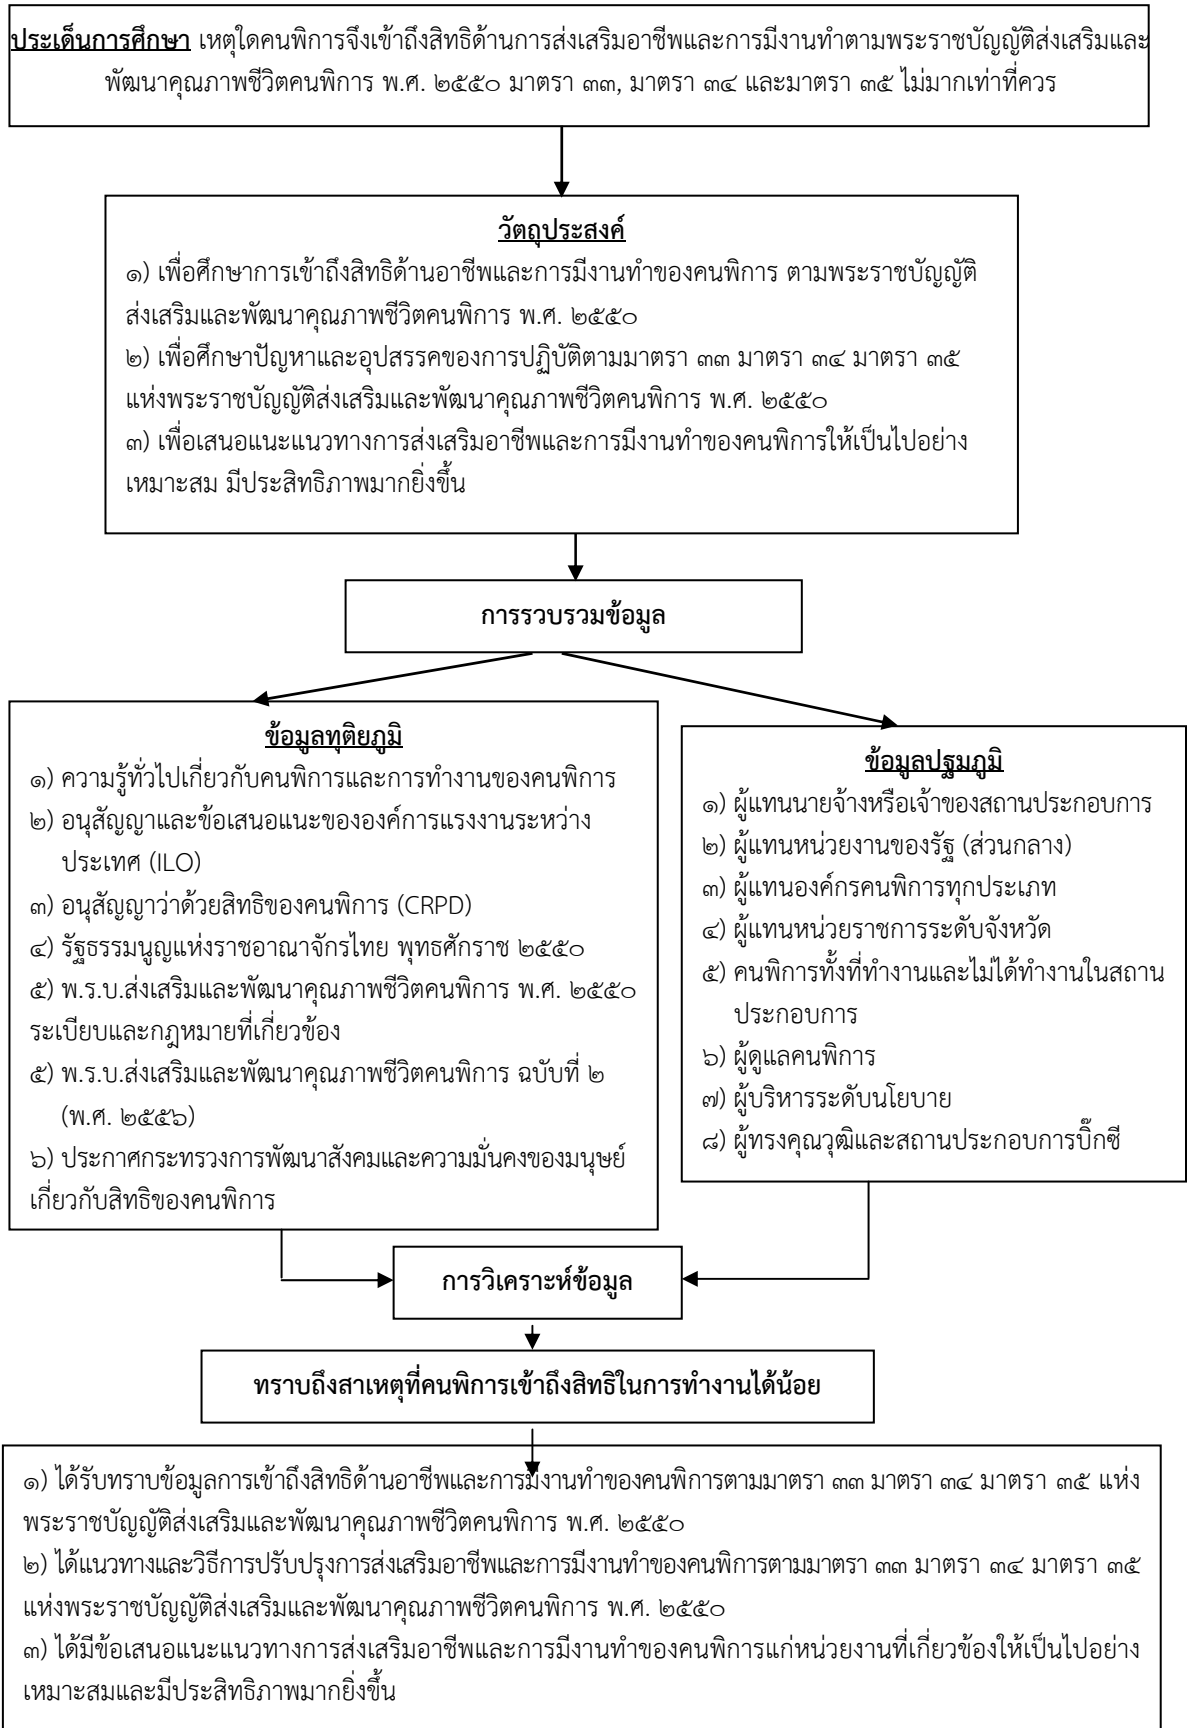 ประเด็นการศึกษา เหตุใดคนพิการจึงเข้าถึงสิทธิด้านการส่งเสริมอาชีพและการมีงานทำตามพระราชบัญญัติส่งเสริมและ
พัฒนาคุณภาพชีวิตคนพิการ พ.ศ. ๒๕๕๐ มาตรา ๓๓, มาตรา ๓๔ และมาตรา ๓๕ ไม่มากเท่าที่ควร
วัตถุประสงค์
๑) เพื่อศึกษาการเข้าถึงสิทธิด้านอาชีพและการมีงานทำของคนพิการ ตามพระราชบัญญัติ
ส่งเสริมและพัฒนาคุณภาพชีวิตคนพิการ พ.ศ. ๒๕๕๐
๒) เพื่อศึกษาปัญหาและอุปสรรคของการปฏิบัติตามมาตรา ๓๓ มาตรา ๓๔ มาตรา ๓๕
แห่งพระราชบัญญัติส่งเสริมและพัฒนาคุณภาพชีวิตคนพิการ พ.ศ. ๒๕๕๐
๓) เพื่อเสนอแนะแนวทางการส่งเสริมอาชีพและการมีงานทำของคนพิการให้เป็นไปอย่าง
เหมาะสม มีประสิทธิภาพมากยิ่งขึ้น
การรวบรวมข้อมูล
ข้อมูลทุติยภูมิ
๑) ความรู้ทั่วไปเกี่ยวกับคนพิการและการทำงานของคนพิการ
๒) อนุสัญญาและข้อเสนอแนะขององค์การแรงงานระหว่าง
ประเทศ (ILO)
๓) อนุสัญญาว่าด้วยสิทธิของคนพิการ (CRPD)
๔) รัฐธรรมนูญแห่งราชอาณาจักรไทย พุทธศักราช ๒๕๕๐
๕) พ.ร.บ.ส่งเสริมและพัฒนาคุณภาพชีวิตคนพิการ พ.ศ. ๒๕๕๐
ระเบียบและกฎหมายที่เกี่ยวข้อง
๕) พ.ร.บ.ส่งเสริมและพัฒนาคุณภาพชีวิตคนพิการ ฉบับที่ ๒
(พ.ศ. ๒๕๕๖)
๖) ประกาศกระทรวงการพัฒนาสังคมและความมั่นคงของมนุษย์
เกี่ยวกับสิทธิของคนพิการ
ข้อมูลปฐมภูมิ
๑) ผู้แทนนายจ้างหรือเจ้าของสถานประกอบการ
๒) ผู้แทนหน่วยงานของรัฐ (ส่วนกลาง)
๓) ผู้แทนองค์กรคนพิการทุกประเภท
๔) ผู้แทนหน่วยราชการระดับจังหวัด
๕) คนพิการทั้งที่ทำงานและไม่ได้ทำงานในสถาน
ประกอบการ
๖) ผู้ดูแลคนพิการ
๗) ผู้บริหารระดับนโยบาย
๘) ผู้ทรงคุณวุฒิและสถานประกอบการบิ๊กซี
การวิเคราะห์ข้อมูล
ทราบถึงสาเหตุที่คนพิการเข้าถึงสิทธิในการทำงานได้น้อย
๑) ได้รับทราบข้อมูลการเข้าถึงสิทธิด้านอาชีพและการมีงานทำของคนพิการตามมาตรา ๓๓ มาตรา ๓๔ มาตรา ๓๕ แห่ง
พระราชบัญญัติส่งเสริมและพัฒนาคุณภาพชีวิตคนพิการ พ.ศ. ๒๕๕๐
๒) ได้แนวทางและวิธีการปรับปรุงการส่งเสริมอาชีพและการมีงานทำของคนพิการตามมาตรา ๓๓ มาตรา ๓๔ มาตรา ๓๕
แห่งพระราชบัญญัติส่งเสริมและพัฒนาคุณภาพชีวิตคนพิการ พ.ศ. ๒๕๕๐
๓) ได้มีข้อเสนอแนะแนวทางการส่งเสริมอาชีพและการมีงานทำของคนพิการแก่หน่วยงานที่เกี่ยวข้องให้เป็นไปอย่าง
เหมาะสมและมีประสิทธิภาพมากยิ่งขึ้น